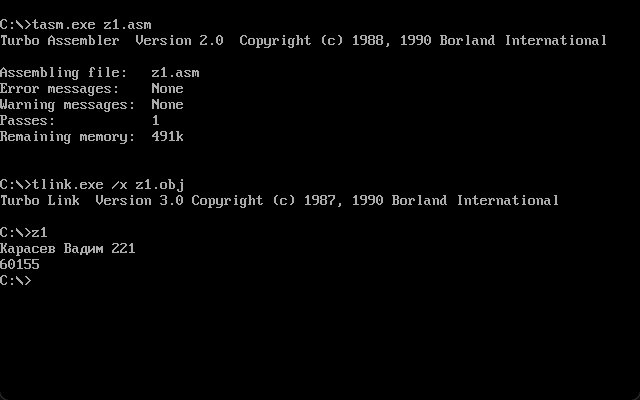 C:\>tasm.exe z1.asm
Turbo Assembler  Version 2.0  Copyright (c) 1988, 1990 Borland International
Assembling file:   z1.asm
Error messages:    None
Warning messages:  None
Passes:            1
Remaining memory:  491k
C:\>tlink.exe /x z1.obj
Turbo Link  Version 3.0 Copyright (c) 1987, 1990 Borland International
C:\>z1
Карасев Вадим 221
60155
C:\>